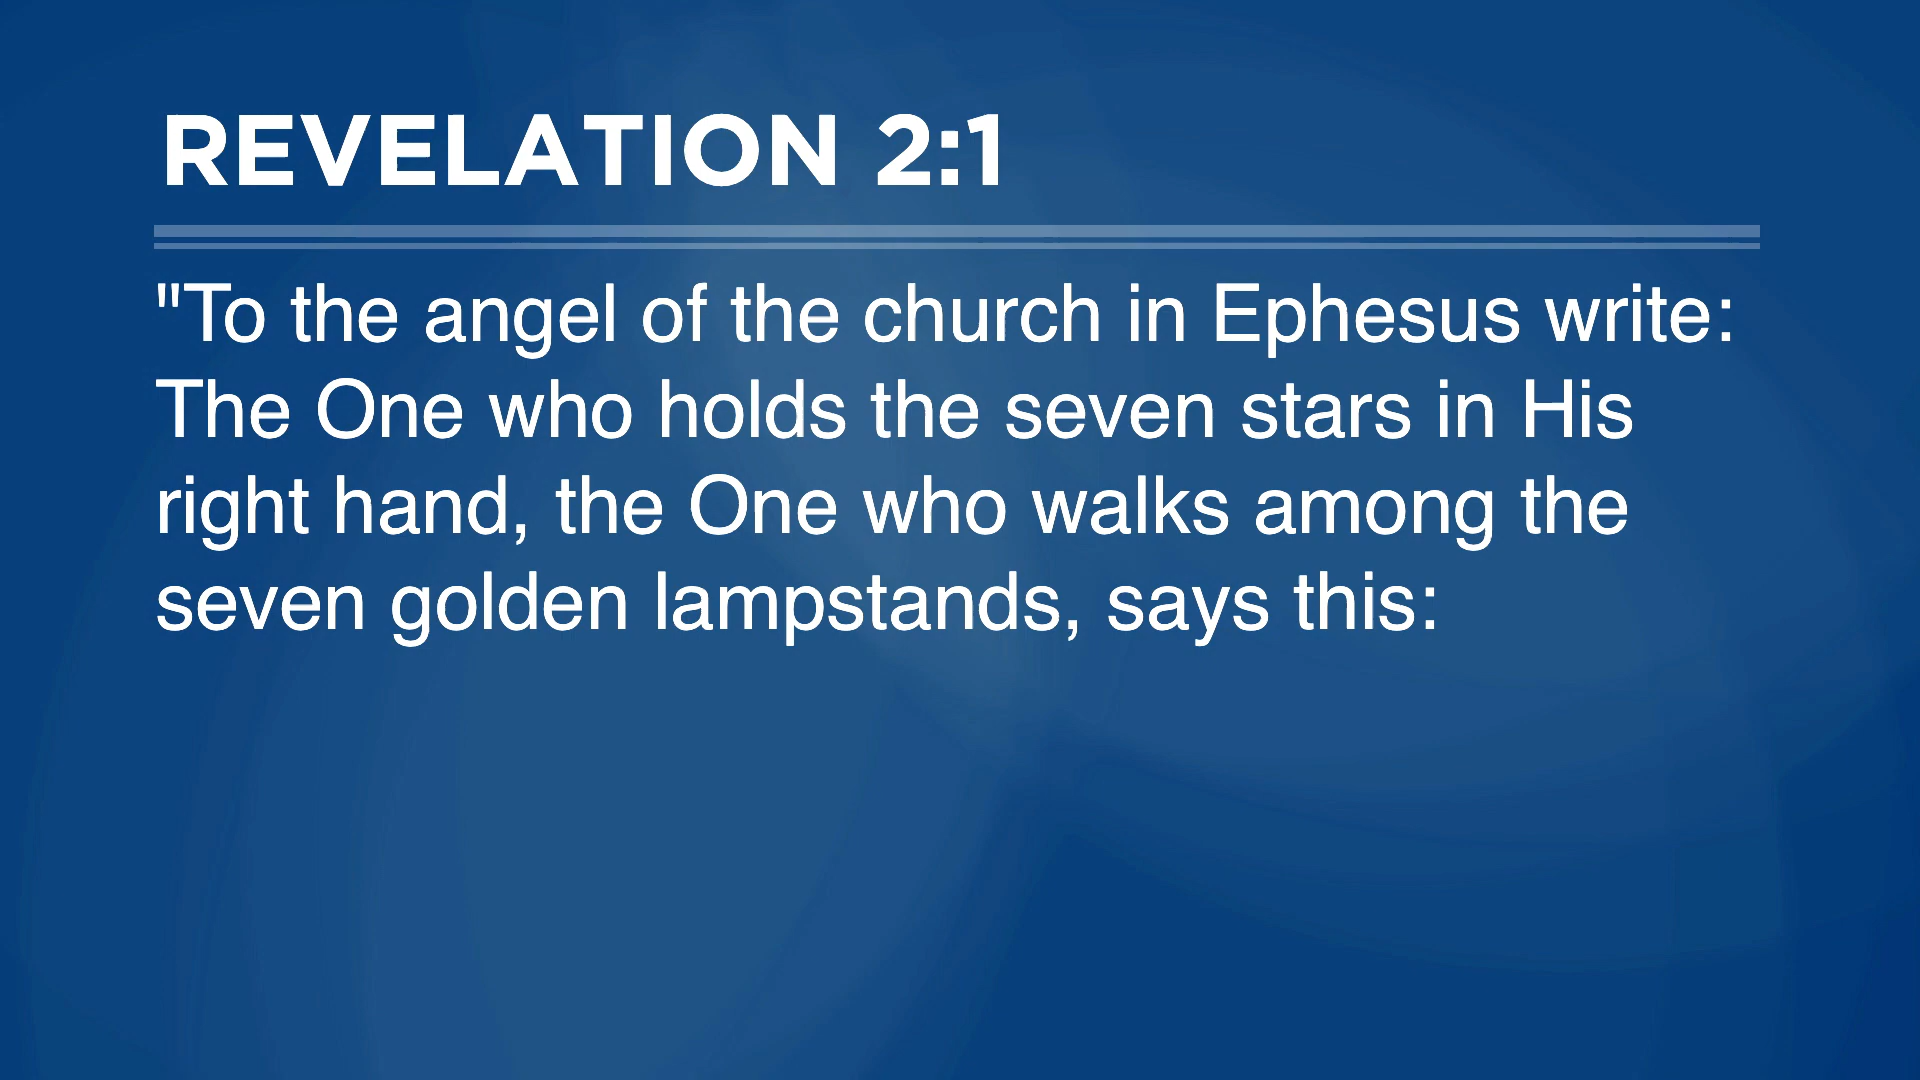 REVELATION 2:1
"To the angel of the church in Ephesus write:
The One who holds the seven stars in His
right hand, the One who walks among the
seven golden lampstands, says this: